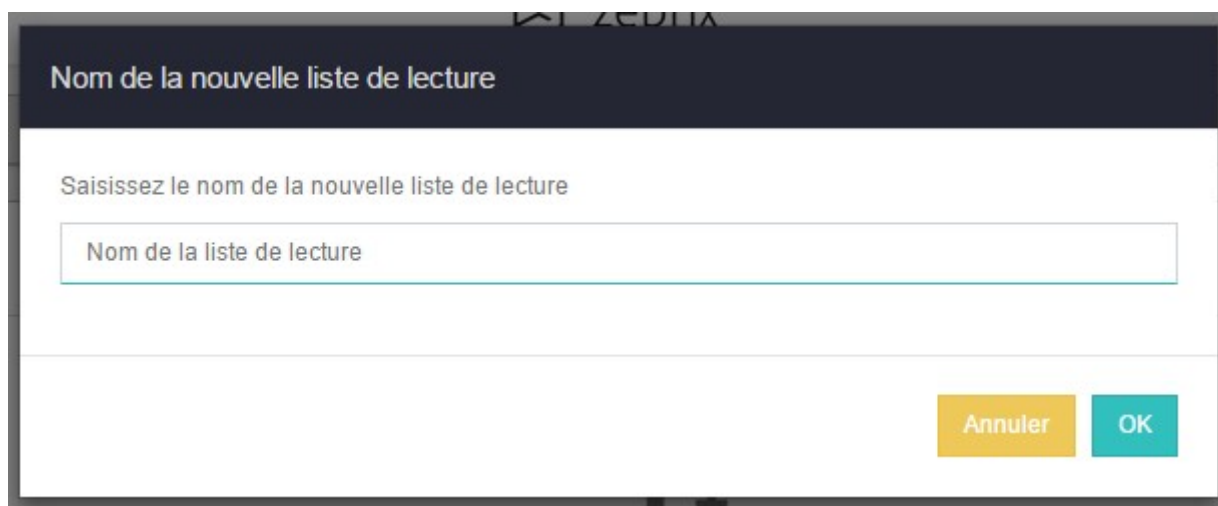 zebrix
Nom de la nouvelle liste de lecture
Saisissez le nom de la nouvelle liste de lecture
Nom de la liste de lecture
Annuler
OK